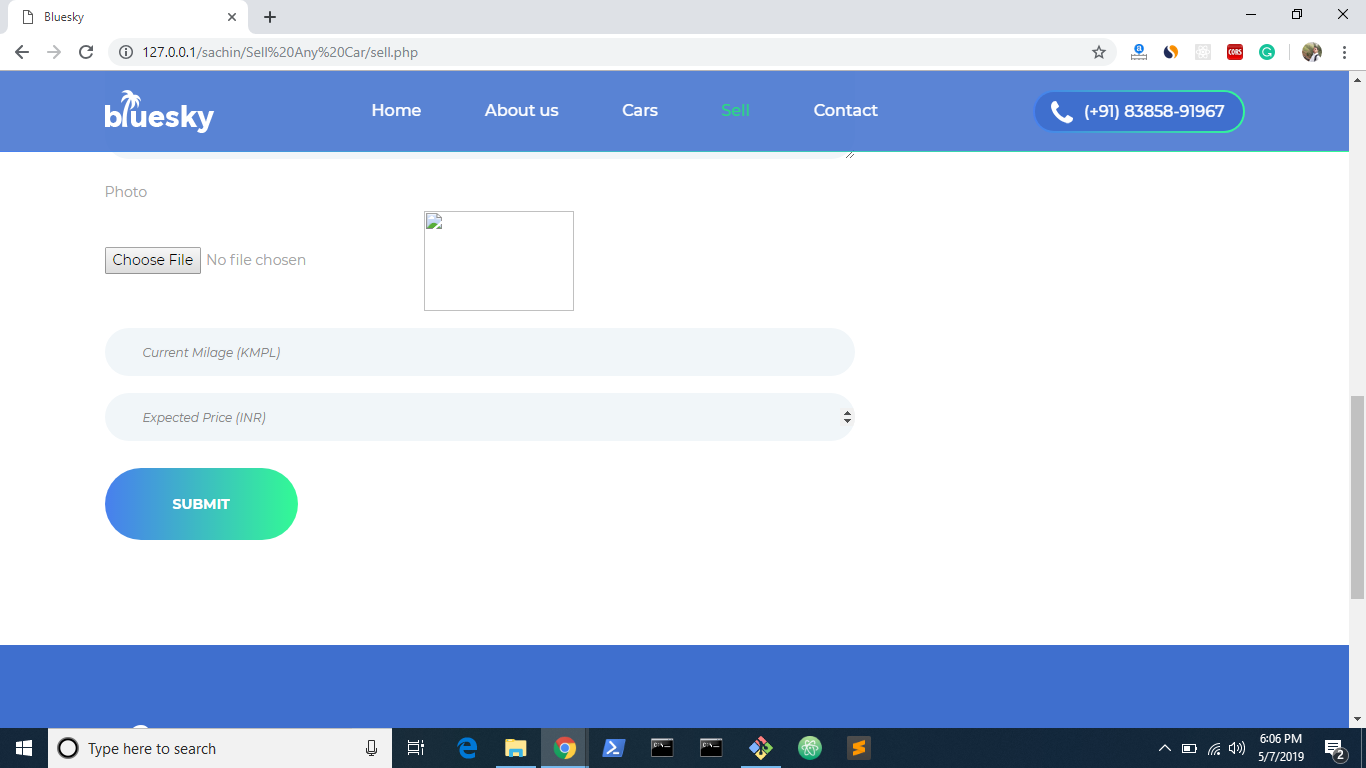 Bluesky
127.0.0.1/sachin/Sell%20Any%20Car/sell.php
CORS
bluesky
Home
About us
Cars
Sell
Contact
(+91) 83858-91967
Photo
Choose File No file chosen
Current Milage (KMPL)
Expected Price (INR)
SUBMIT
Type here to search
6:06 PM
5/7/2019
2